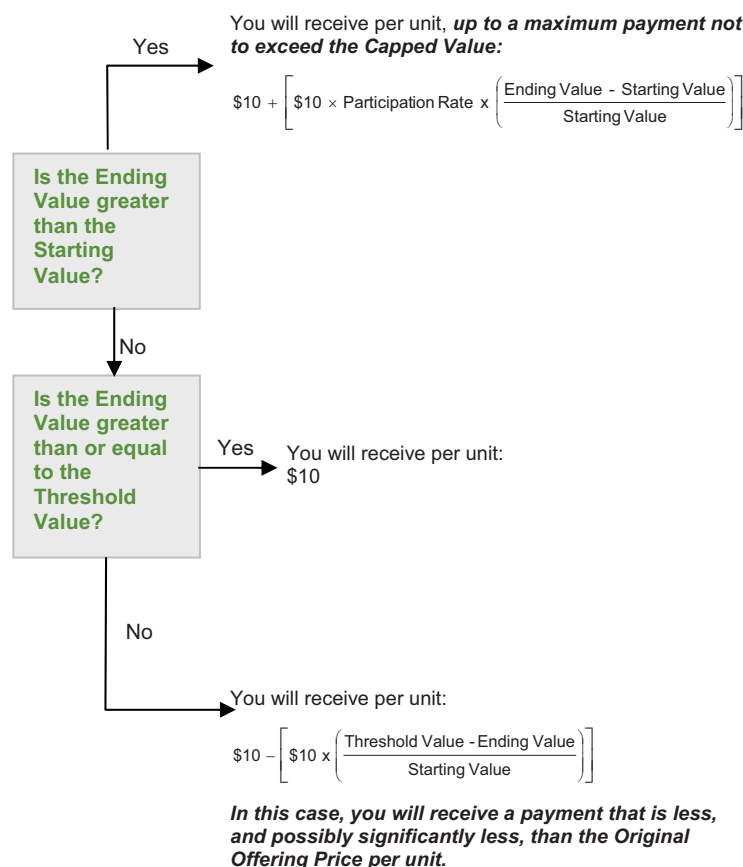 You will receive per unit, up to a maximum payment not
to exceed the Capped Value:
Yes
$10 + [ $10 × Participation Rate x ( Ending Value - Starting Value / Starting Value ) ]
Is the Ending
Value greater
than the
Starting
Value?
No
Is the Ending
Value greater
than or equal
to the
Threshold
Value?
Yes
You will receive per unit:
$10
No
You will receive per unit:
$10 − [ $10 x ( Threshold Value - Ending Value / Starting Value ) ]
In this case, you will receive a payment that is less,
and possibly significantly less, than the Original
Offering Price per unit.